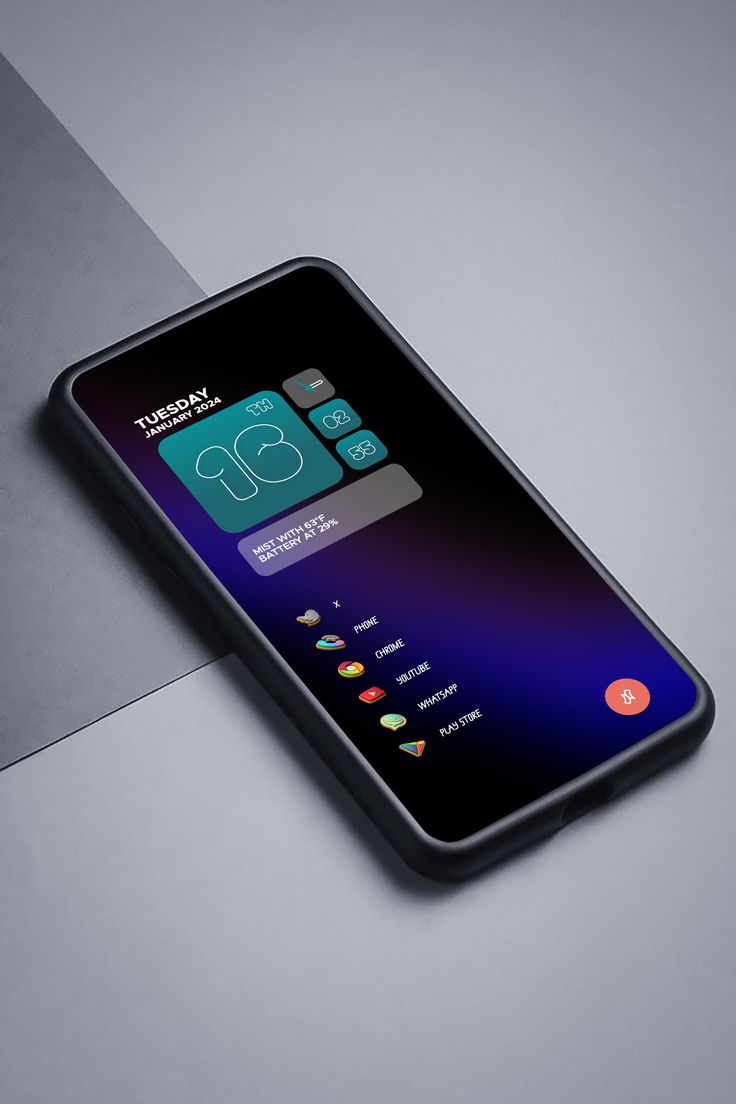 TUESDAY
JANUARY 2024
TH
16
02
55
MIST WITH 63°F
BATTERY AT 29%
X
PHONE
CHROME
YOUTUBE
WHATSAPP
PLAY STORE